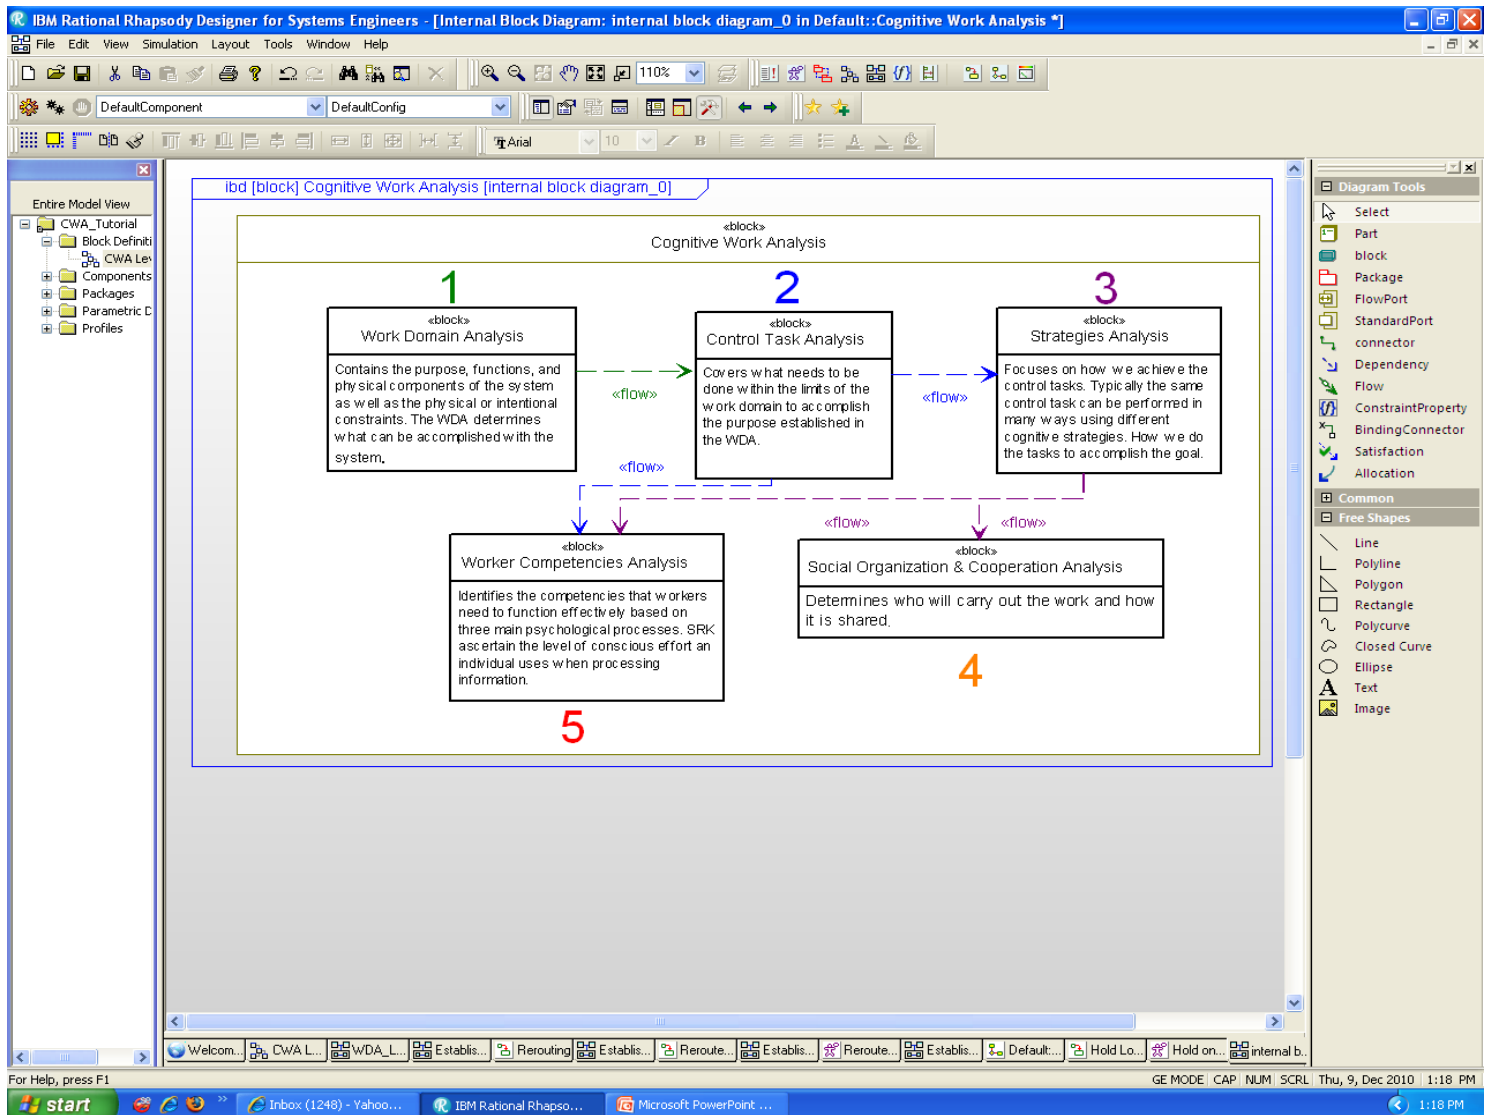 IBM Rational Rhapsody Designer for Systems Engineers - [Internal Block Diagram: internal block diagram_0 in Default::Cognitive Work Analysis *]
File Edit View Simulation Layout Tools Window Help
110%
DefaultComponent DefaultConfig
Arial 10
Entire Model View
CWA_Tutorial
Block Definiti
CWA Le
Components
Packages
Parametric D
Profiles
ibd [block] Cognitive Work Analysis [internal block diagram_0]
«block»
Cognitive Work Analysis
1
«block»
Work Domain Analysis
Contains the purpose, functions, and
physical components of the system
as well as the physical or intentional
constraints. The WDA determines
what can be accomplished with the
system.
«flow»
2
«block»
Control Task Analysis
Covers what needs to be
done within the limits of the
work domain to accomplish
the purpose established in
the WDA.
«flow»
3
«block»
Strategies Analysis
Focuses on how we achieve the
control tasks. Typically the same
control task can be performed in
many ways using different
cognitive strategies. How we do
the tasks to accomplish the goal.
«flow»
«flow»
«flow»
«block»
Worker Competencies Analysis
Identifies the competencies that workers
need to function effectively based on
three main psychological processes. SRK
ascertain the level of conscious effort an
individual uses when processing
information.
5
«block»
Social Organization & Cooperation Analysis
Determines who will carry out the work and how
it is shared.
4
Diagram Tools
Select
Part
block
Package
FlowPort
StandardPort
connector
Dependency
Flow
ConstraintProperty
BindingConnector
Satisfaction
Allocation
Common
Free Shapes
Line
Polyline
Polygon
Rectangle
Polycurve
Closed Curve
Ellipse
Text
Image
Welcom... CWA L... WDA_L... Establis... Rerouting Establis... Reroute... Establis... Reroute... Establis... Default:... Hold Lo... Hold on... internal b..
For Help, press F1
GE MODE CAP NUM SCRL Thu, 9, Dec 2010 1:18 PM
start Inbox (1248) - Yahoo... IBM Rational Rhapso... Microsoft PowerPoint ... 1:18 PM